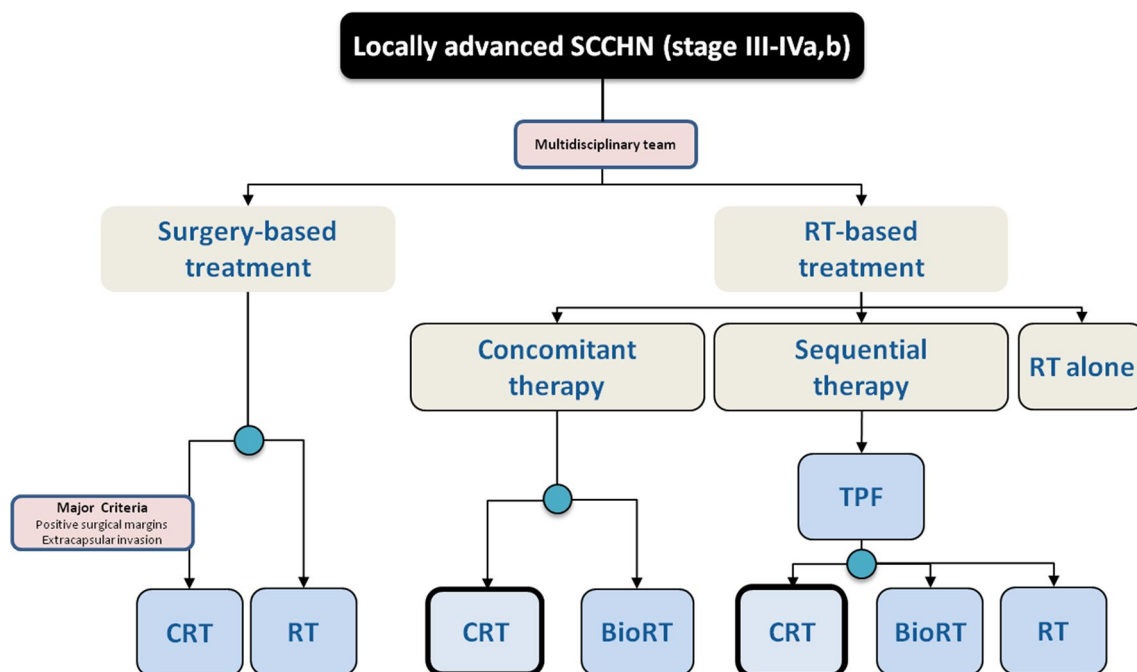 Locally advanced SCCHN (stage III-IVa,b)
Multidisciplinary team
Surgery-based
treatment
RT-based
treatment
Concomitant
therapy
Sequential
therapy
RT alone
TPF
Major Criteria
Positive surgical margins
Extracapsular invasion
CRT
RT
CRT
BioRT
CRT
BioRT
RT